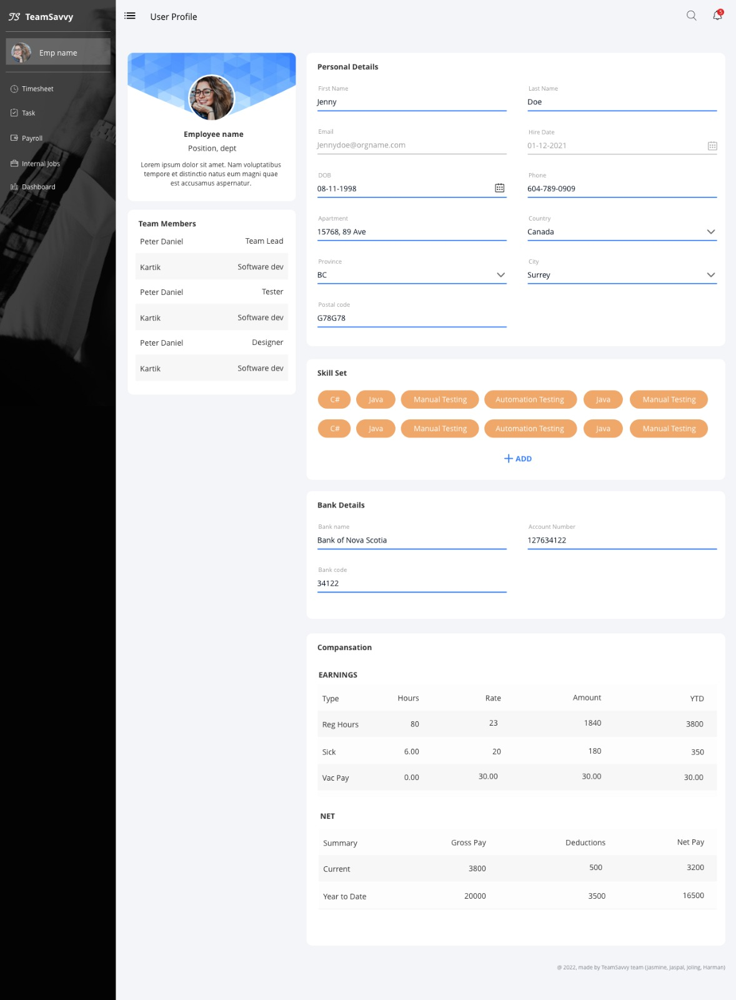 TS TeamSavvy
User Profile
5
Emp name
Timesheet
Task
Payroll
Internal Jobs
Dashboard
Employee name
Position, dept
Lorem ipsum dolor sit amet. Nam voluptatibus
tempore et distinctio natus eum magni quae
est accusamus aspernatur.
Team Members
Peter Daniel Team Lead
Kartik Software dev
Peter Daniel Tester
Kartik Software dev
Peter Daniel Designer
Kartik Software dev
Personal Details
First Name Last Name
Jenny Doe
Email Hire Date
Jennydoe@orgname.com 01-12-2021
DOB Phone
08-11-1998 604-789-0909
Apartment Country
15768, 89 Ave Canada
Province City
BC Surrey
Postal code
G78G78
Skill Set
C# Java Manual Testing Automation Testing Java Manual Testing
C# Java Manual Testing Automation Testing Java Manual Testing
ADD
Bank Details
Bank name Account Number
Bank of Nova Scotia 127634122
Bank code
34122
Compansation
EARNINGS
Type Hours Rate Amount YTD
Reg Hours 80 23 1840 3800
Sick 6.00 20 180 350
Vac Pay 0.00 30.00 30.00 30.00
NET
Summary Gross Pay Deductions Net Pay
Current 3800 500 3200
Year to Date 20000 3500 16500
@ 2022, made by TeamSavvy team (Jasmine, Jaspal, Joling, Harman)